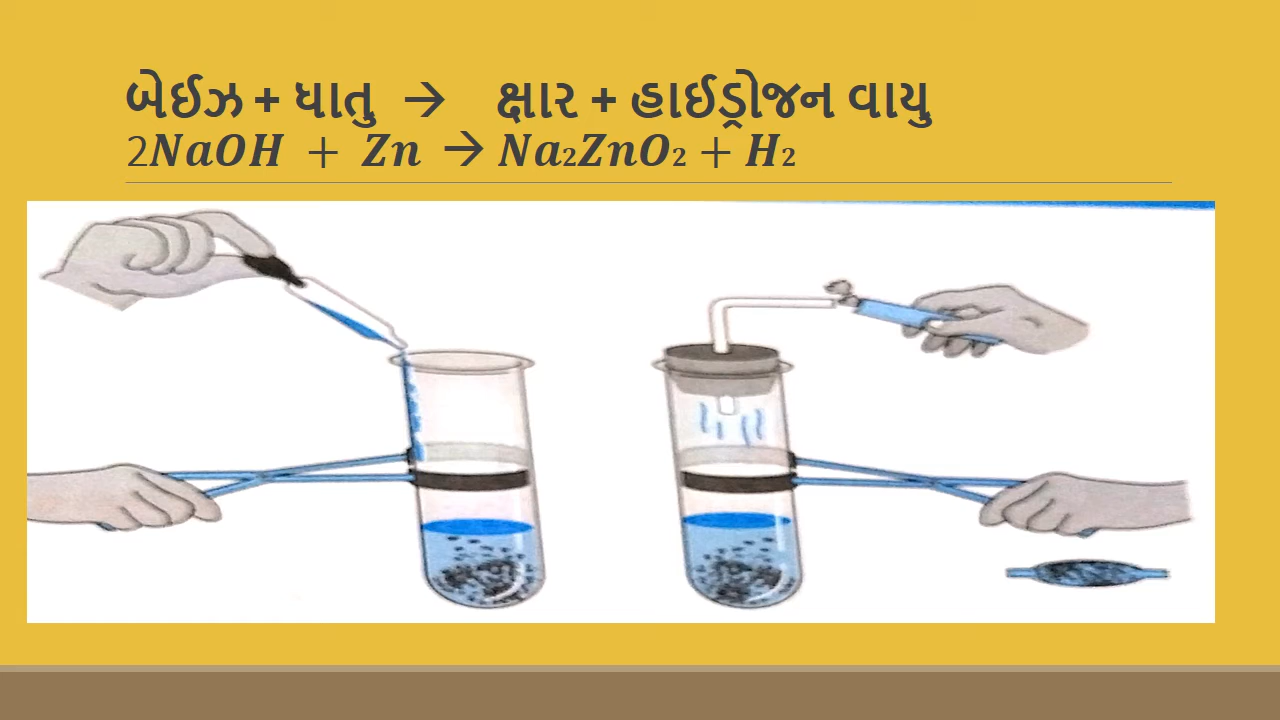 બેઈઝ + ધાતુ → ક્ષાર + હાઈડ્રોજન વાયુ
2NaOH + Zn → Na₂ZnO₂ + H₂